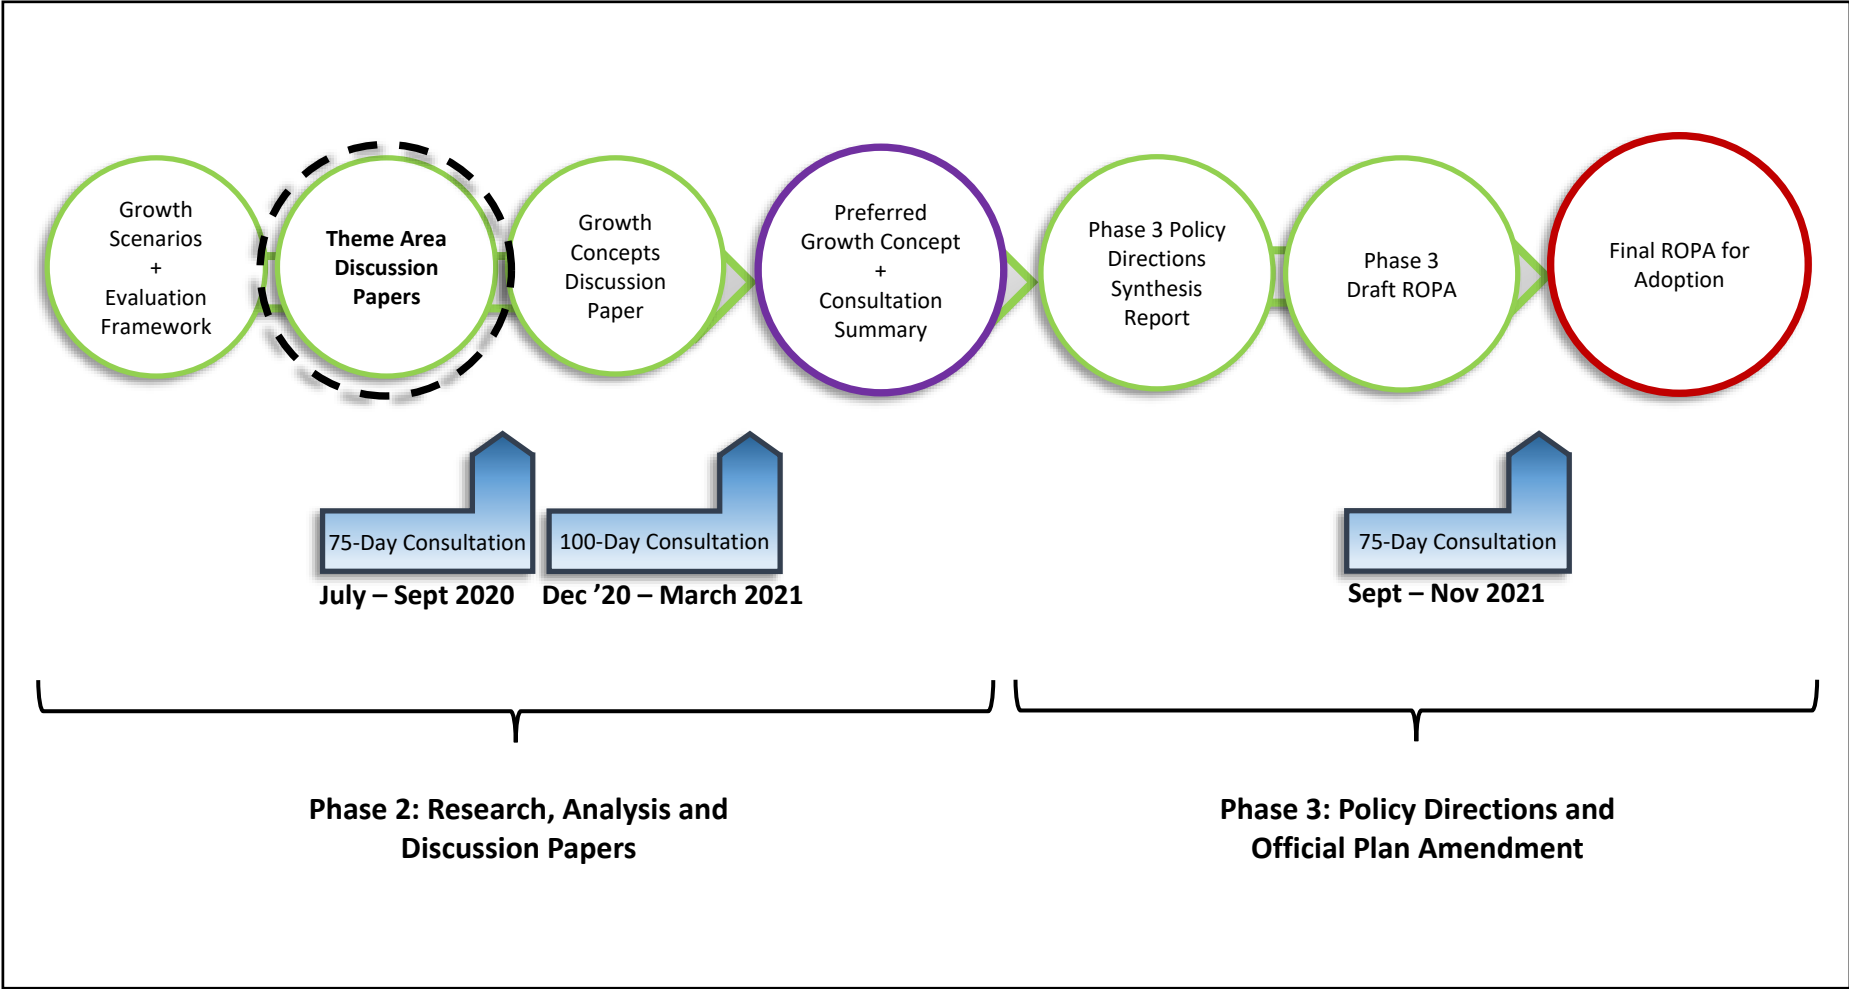 Growth
Scenarios
+
Evaluation
Framework
Theme Area
Discussion
Papers
Growth
Concepts
Discussion
Paper
Preferred
Growth Concept
+
Consultation
Summary
Phase 3 Policy
Directions
Synthesis
Report
Phase 3
Draft ROPA
Final ROPA for
Adoption
75-Day Consultation
July – Sept 2020
100-Day Consultation
Dec ’20 – March 2021
75-Day Consultation
Sept – Nov 2021
Phase 2: Research, Analysis and
Discussion Papers
Phase 3: Policy Directions and
Official Plan Amendment